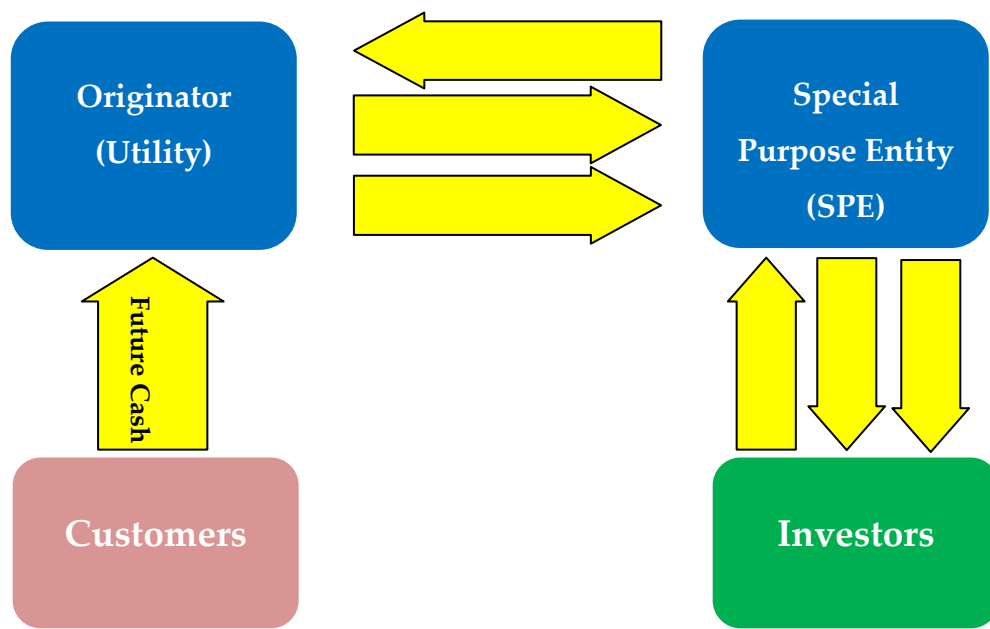 Originator
(Utility)
Special
Purpose Entity
(SPE)
Future Cash
Customers
Investors